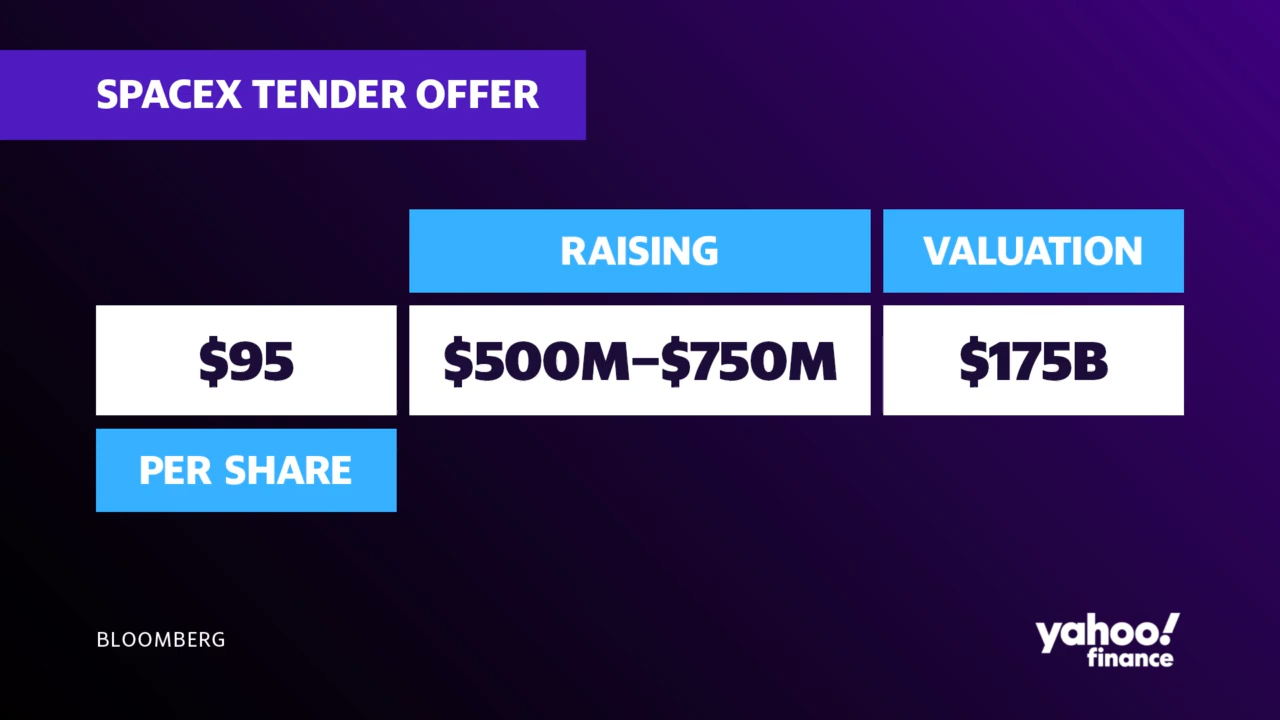 SPACEX TENDER OFFER
RAISING
VALUATION
$95
$500M–$750M
$175B
PER SHARE
BLOOMBERG
yahoo!
finance